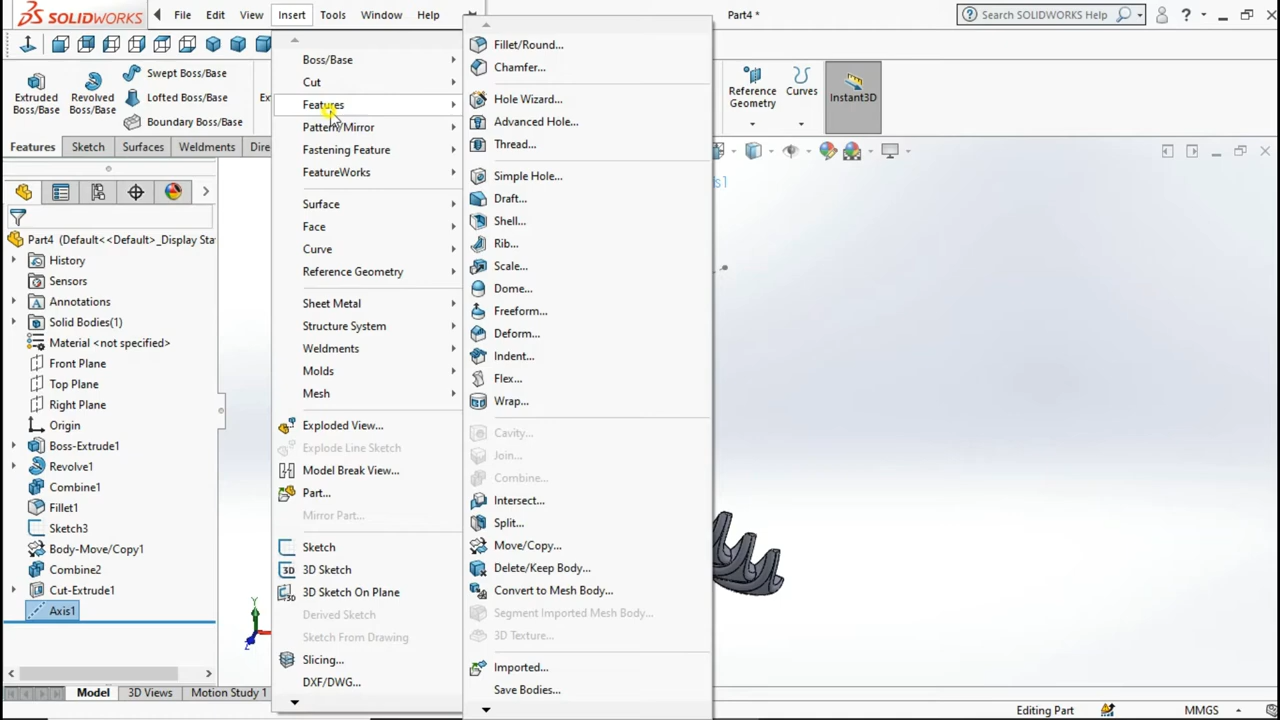 SOLIDWORKS
File
Edit
View
Insert
Tools
Window
Help
Part4 *
Search SOLIDWORKS Help
?
Extruded
Boss/Base
Revolved
Boss/Base
Swept Boss/Base
Lofted Boss/Base
Boundary Boss/Base
Reference
Geometry
Curves
Instant3D
Features
Sketch
Surfaces
Weldments
Part4 (Default<<Default>_Display Sta
History
Sensors
Annotations
Solid Bodies(1)
Material <not specified>
Front Plane
Top Plane
Right Plane
Origin
Boss-Extrude1
Revolve1
Combine1
Fillet1
Sketch3
Body-Move/Copy1
Combine2
Cut-Extrude1
Axis1
Boss/Base
Cut
Features
Pattern/Mirror
Fastening Feature
FeatureWorks
Surface
Face
Curve
Reference Geometry
Sheet Metal
Structure System
Weldments
Molds
Mesh
Exploded View...
Explode Line Sketch
Model Break View...
Part...
Mirror Part...
Sketch
3D Sketch
3D Sketch On Plane
Derived Sketch
Sketch From Drawing
Slicing...
DXF/DWG...
Fillet/Round...
Chamfer...
Hole Wizard...
Advanced Hole...
Thread...
Simple Hole...
Draft...
Shell...
Rib...
Scale...
Dome...
Freeform...
Deform...
Indent...
Flex...
Wrap...
Cavity...
Join...
Combine...
Intersect...
Split...
Move/Copy...
Delete/Keep Body...
Convert to Mesh Body...
Segment Imported Mesh Body...
3D Texture...
Imported...
Save Bodies...
Y
Z
Model
3D Views
Motion Study 1
Editing Part
MMGS